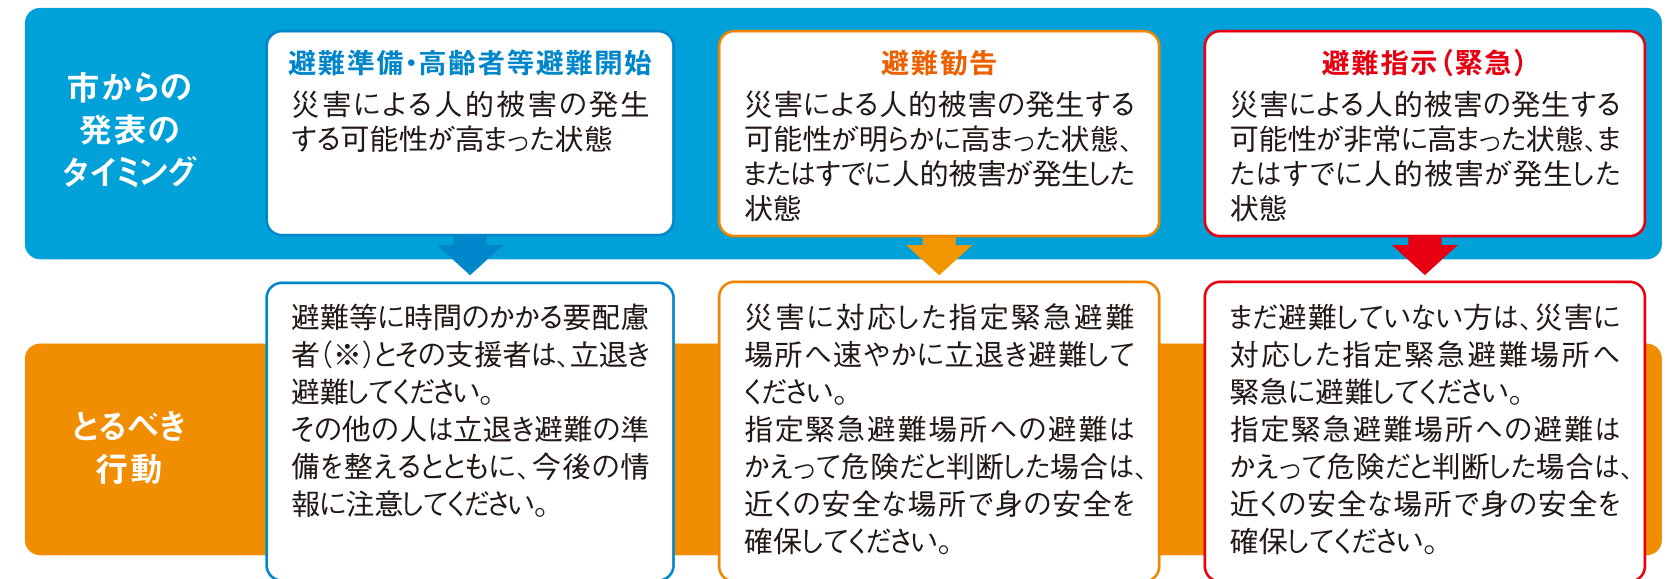 市からの
発表の
タイミング
避難準備・高齢者等避難開始
災害による人的被害の発生
する可能性が高まった状態
避難勧告
災害による人的被害の発生する
可能性が明らかに高まった状態、
またはすでに人的被害が発生した
状態
避難指示（緊急）
災害による人的被害の発生する
可能性が非常に高まった状態、ま
たはすでに人的被害が発生した
状態
とるべき
行動
避難等に時間のかかる要配慮
者（※）とその支援者は、立退き
避難してください。
その他の人は立退き避難の準
備を整えるとともに、今後の情
報に注意してください。
災害に対応した指定緊急避難
場所へ速やかに立退き避難して
ください。
指定緊急避難場所への避難は
かえって危険だと判断した場合は、
近くの安全な場所で身の安全を
確保してください。
まだ避難していない方は、災害に
対応した指定緊急避難場所へ
緊急に避難してください。
指定緊急避難場所への避難は
かえって危険だと判断した場合は、
近くの安全な場所で身の安全を
確保してください。